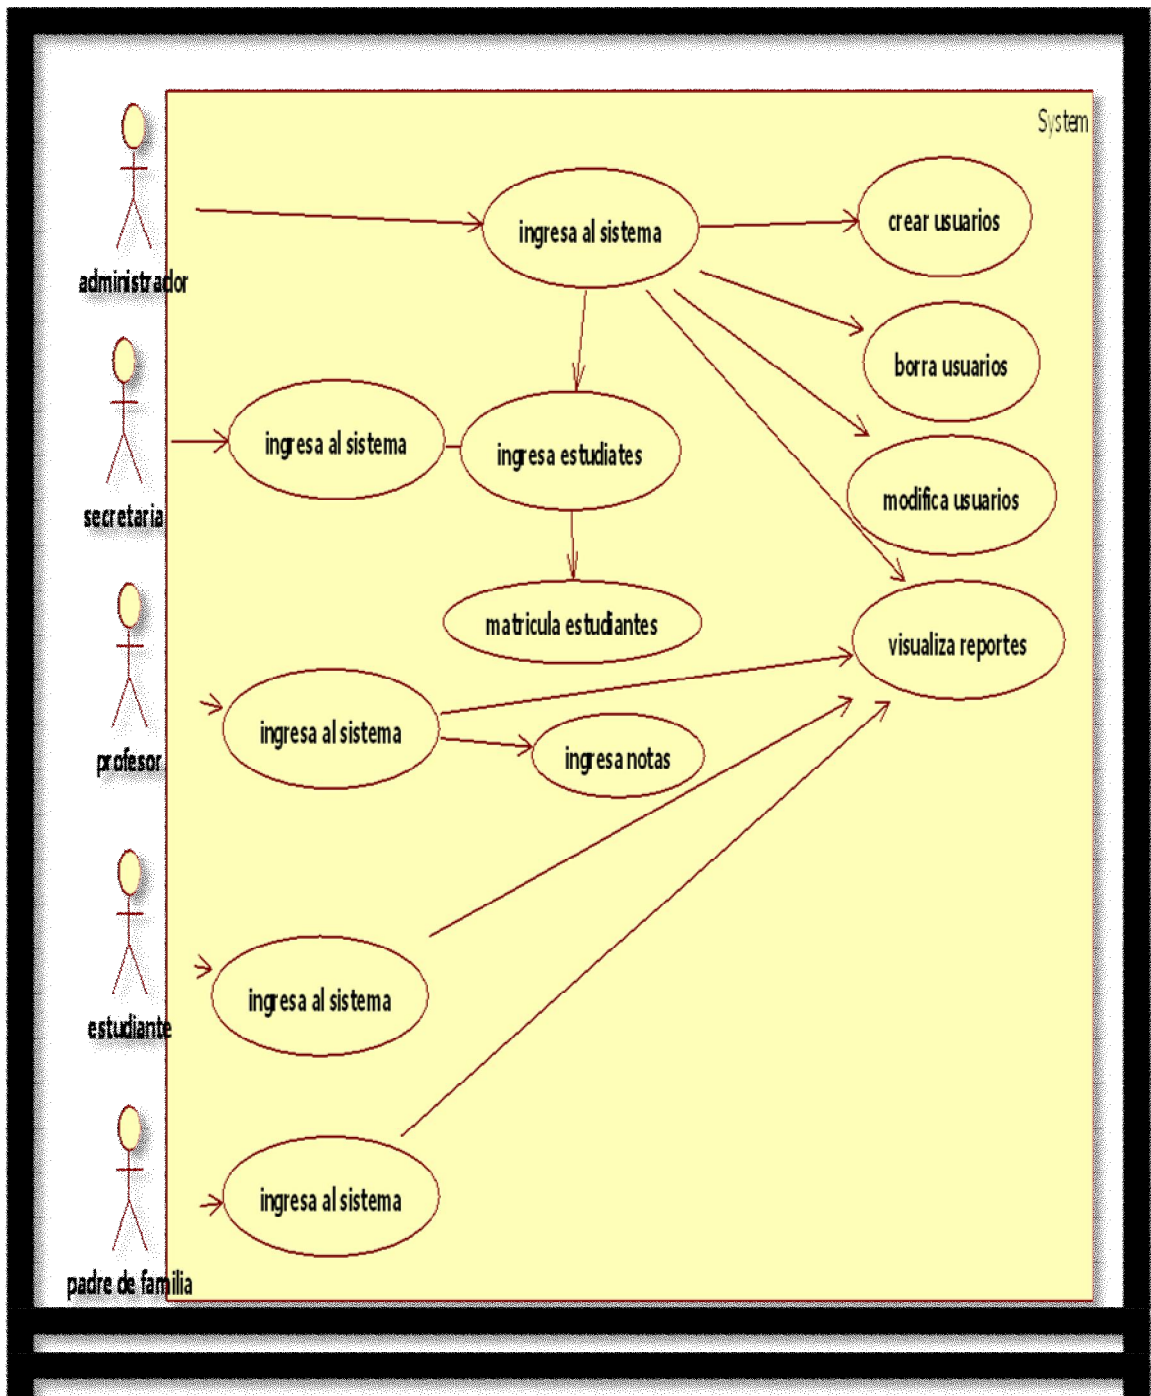 System
administrador
ingresa al sistema
crear usuarios
borra usuarios
secretaria
ingresa al sistema
ingresa estudiates
modifica usuarios
matricula estudiantes
visualiza reportes
profesor
ingresa al sistema
ingresa notas
estudiante
ingresa al sistema
padre de familia
ingresa al sistema